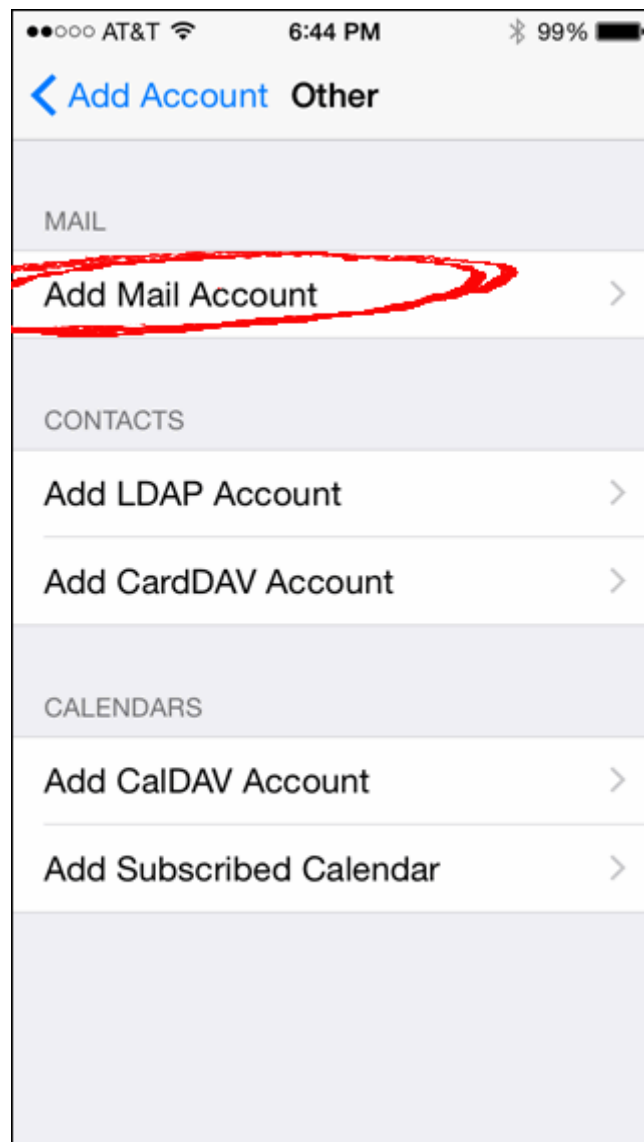 AT&T 6:44 PM 99%
Add Account Other
MAIL
Add Mail Account
CONTACTS
Add LDAP Account
Add CardDAV Account
CALENDARS
Add CalDAV Account
Add Subscribed Calendar